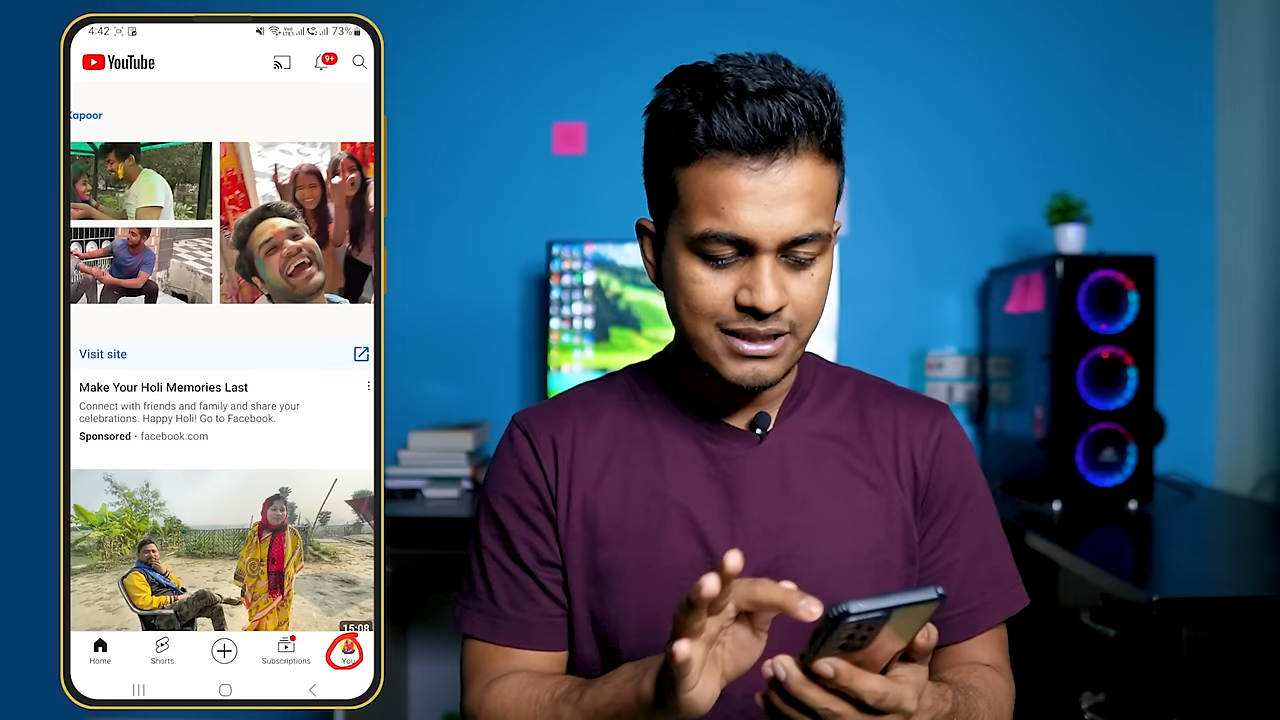 4:42
73%
YouTube
9+
Kapoor
Visit site
Make Your Holi Memories Last
Connect with friends and family and share your
celebrations. Happy Holi! Go to Facebook.
Sponsored · facebook.com
15:08
Home
Shorts
Subscriptions
You